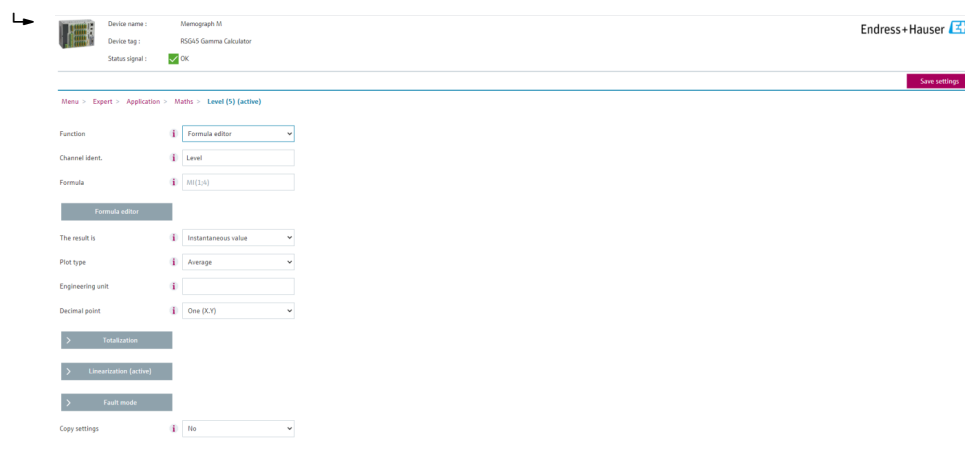 Device name : Memograph M
Endress+Hauser
Device tag : RSG45 Gamma Calculator
Status signal : OK
Save settings
Menu > Expert > Application > Maths > Level (5) (active)
Function i Formula editor
Channel ident. i Level
Formula i MI(1;4)
Formula editor
The result is i Instantaneous value
Plot type i Average
Engineering unit i
Decimal point i One (X.Y)
> Totalization
> Linearization (active)
> Fault mode
Copy settings i No